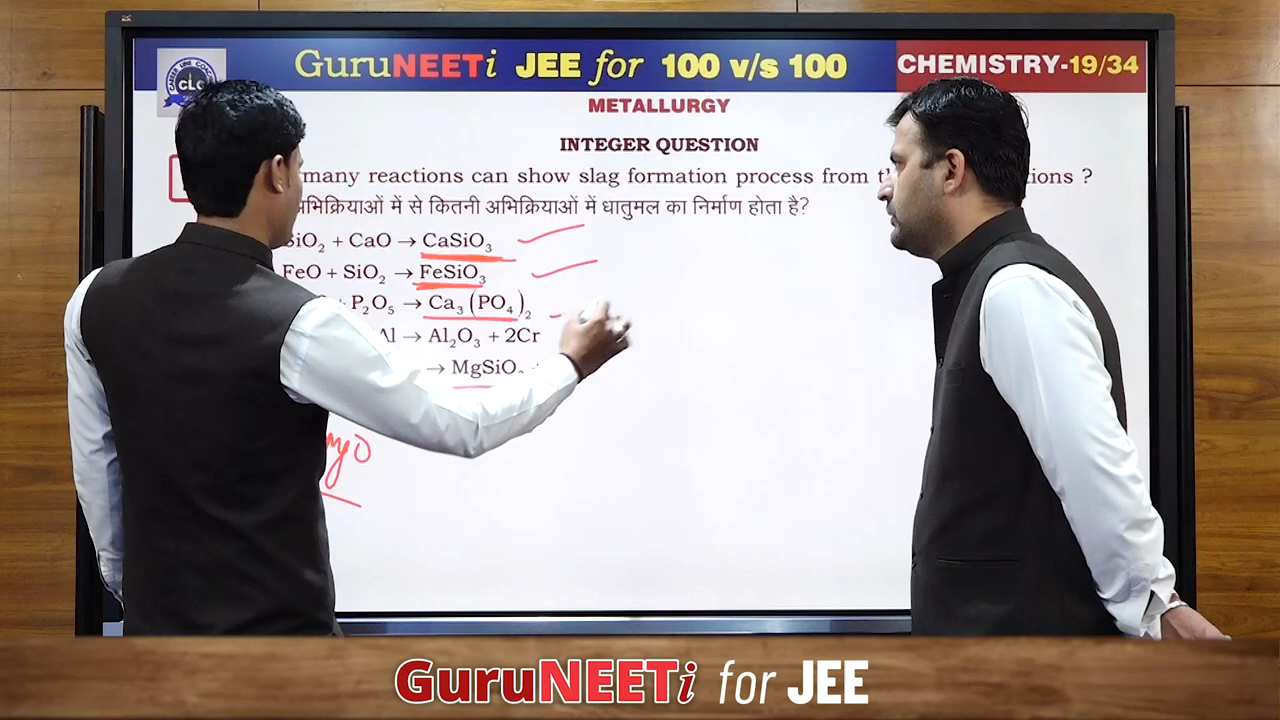 GuruNEETi JEE for 100 v/s 100
CHEMISTRY-19/34
CLC
METALLURGY
INTEGER QUESTION
many reactions can show slag formation process from ?
अभिक्रियाओं में से कितनी अभिक्रियाओं में धातुमल का निर्माण होता है?
SiO₂ + CaO → CaSiO₃
FeO + SiO₂ → FeSiO₃
P₂O₅ → Ca₃(PO₄)₂
Al → Al₂O₃ + 2Cr
→ MgSiO₃
MgO
GuruNEETi for JEE